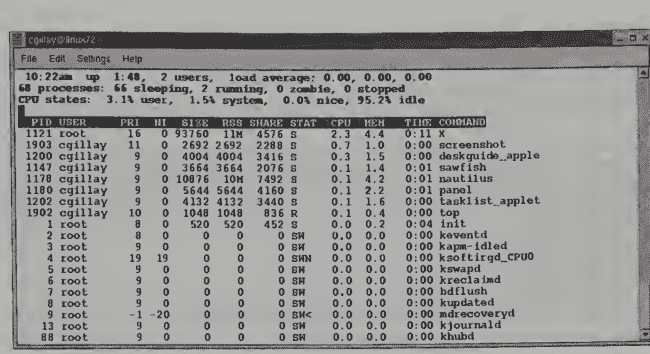 cgillay@linux72:~
File Edit Settings Help
10:22am up 1:48, 2 users, load average: 0.00, 0.00, 0.00
68 processes: 66 sleeping, 2 running, 0 zombie, 0 stopped
CPU states: 3.1% user, 1.5% system, 0.0% nice, 95.2% idle
PID USER PRI NI SIZE RSS SHARE STAT CPU MEM TIME COMMAND
1121 root 16 0 93760 11M 4576 S 2.3 4.4 0:11 X
1903 cgillay 11 0 2692 2692 2288 S 0.7 1.0 0:00 screenshot
1200 cgillay 9 0 4004 4004 3416 S 0.3 1.5 0:00 deskguide_apple
1147 cgillay 9 0 3664 3664 2076 S 0.1 1.4 0:01 sawfish
1178 cgillay 9 0 10876 10M 7492 S 0.1 4.2 0:01 nautilus
1180 cgillay 9 0 5644 5644 4160 S 0.1 2.2 0:01 panel
1202 cgillay 9 0 4132 4132 3440 S 0.1 1.6 0:00 tasklist_applet
1902 cgillay 10 0 1048 1048 836 R 0.1 0.4 0:00 top
1 root 8 0 520 520 452 S 0.0 0.2 0:04 init
2 root 8 0 0 0 0 SW 0.0 0.0 0:00 keventd
3 root 9 0 0 0 0 SW 0.0 0.0 0:00 kapm-idled
4 root 19 19 0 0 0 SWN 0.0 0.0 0:00 ksoftirqd_CPU0
5 root 9 0 0 0 0 SW 0.0 0.0 0:00 kswapd
6 root 9 0 0 0 0 SW 0.0 0.0 0:00 kreclaimd
7 root 9 0 0 0 0 SW 0.0 0.0 0:00 bdflush
8 root 9 0 0 0 0 SW 0.0 0.0 0:00 kupdated
9 root -1 -20 0 0 0 SW< 0.0 0.0 0:00 mdrecoveryd
13 root 9 0 0 0 0 SW 0.0 0.0 0:00 kjournald
88 root 9 0 0 0 0 SW 0.0 0.0 0:00 khubd